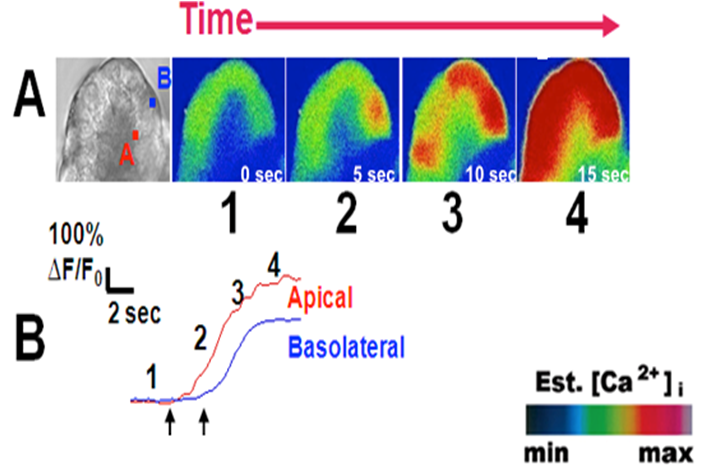 Time
A
B
A
0 sec
5 sec
10 sec
15 sec
1
2
3
4
100%
ΔF/F₀
2 sec
B
1
2
3
4
Apical
Basolateral
Est. [Ca²⁺]ᵢ
min
max